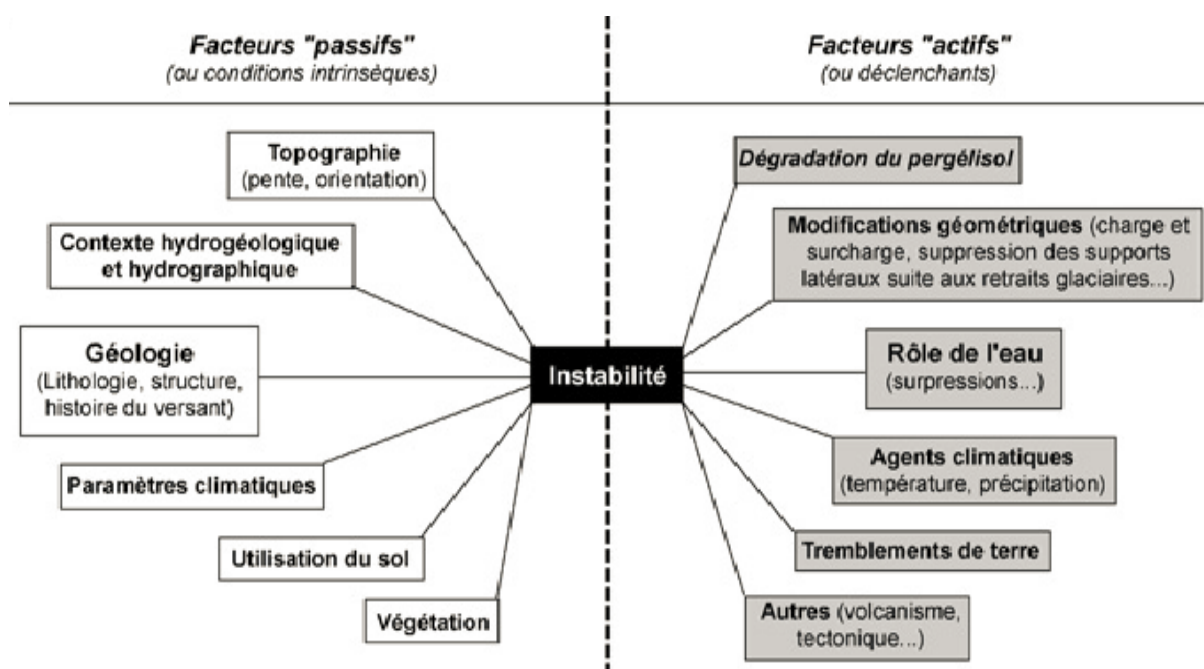 Facteurs "passifs"
(ou conditions intrinsèques)
Facteurs "actifs"
(ou déclenchants)
Topographie
(pente, orientation)
Contexte hydrogéologique
et hydrographique
Géologie
(Lithologie, structure,
histoire du versant)
Paramètres climatiques
Utilisation du sol
Végétation
Instabilité
Dégradation du pergélisol
Modifications géométriques (charge et
surcharge, suppression des supports
latéraux suite aux retraits glaciaires...)
Rôle de l'eau
(surpressions...)
Agents climatiques
(température, précipitation)
Tremblements de terre
Autres (volcanisme,
tectonique...)